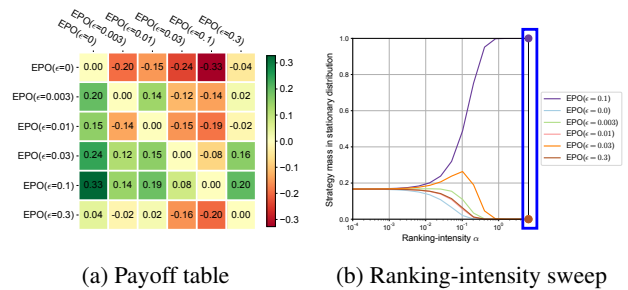 EPO(ϵ=0)
EPO(ϵ=0.003)
EPO(ϵ=0.01)
EPO(ϵ=0.03)
EPO(ϵ=0.1)
EPO(ϵ=0.3)
EPO(ϵ=0) 0.00 -0.20 -0.15 -0.24 -0.33 -0.04
EPO(ϵ=0.003) 0.20 0.00 0.14 -0.12 -0.14 0.02
EPO(ϵ=0.01) 0.15 -0.14 0.00 -0.15 -0.19 -0.02
EPO(ϵ=0.03) 0.24 0.12 0.15 0.00 -0.08 0.16
EPO(ϵ=0.1) 0.33 0.14 0.19 0.08 0.00 0.20
EPO(ϵ=0.3) 0.04 -0.02 0.02 -0.16 -0.20 0.00
0.3
0.2
0.1
0.0
-0.1
-0.2
-0.3
(a) Payoff table
Strategy mass in stationary distribution
1.0
0.8
0.6
0.4
0.2
0.0
10⁻⁴ 10⁻³ 10⁻² 10⁻¹ 10⁰
Ranking-intensity α
EPO(ϵ = 0.1)
EPO(ϵ = 0.0)
EPO(ϵ = 0.003)
EPO(ϵ = 0.01)
EPO(ϵ = 0.03)
EPO(ϵ = 0.3)
(b) Ranking-intensity sweep